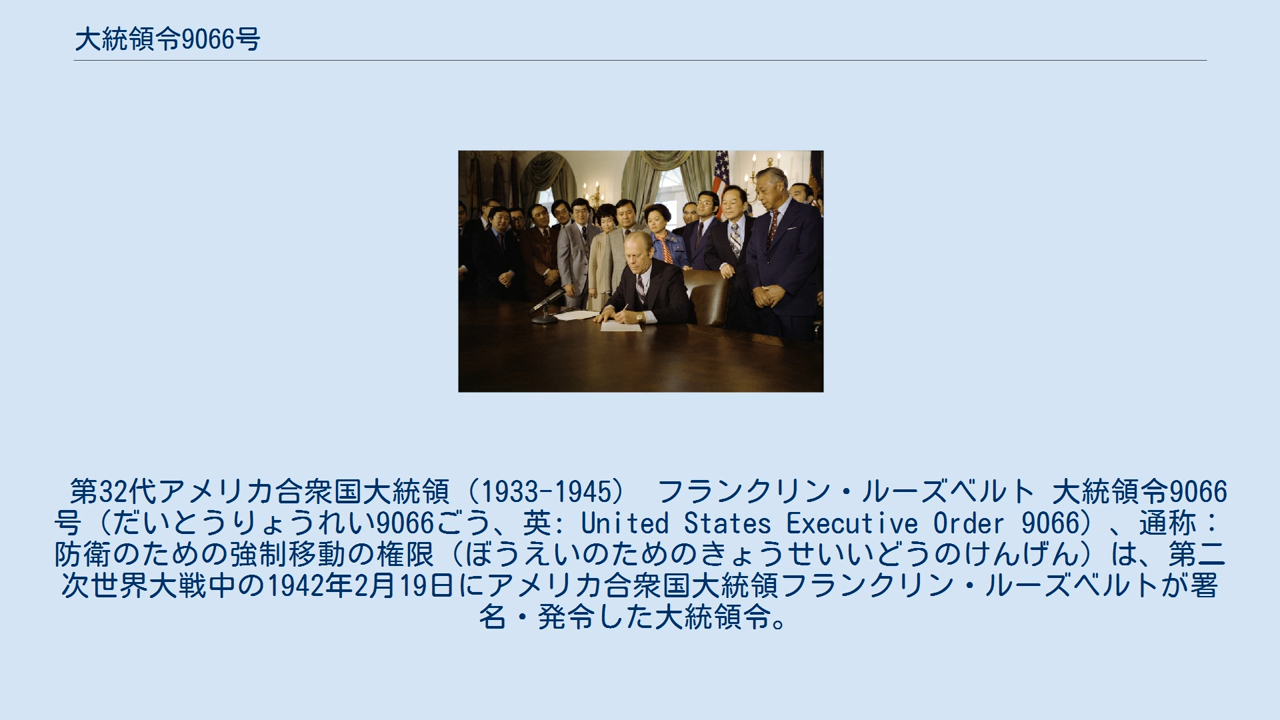 大統領令9066号
第32代アメリカ合衆国大統領（1933-1945） フランクリン・ルーズベルト 大統領令9066
号（だいとうりょうれい9066ごう、英: United States Executive Order 9066）、通称：
防衛のための強制移動の権限（ぼうえいのためのきょうせいいどうのけんげん）は、第二
次世界大戦中の1942年2月19日にアメリカ合衆国大統領フランクリン・ルーズベルトが署
名・発令した大統領令。